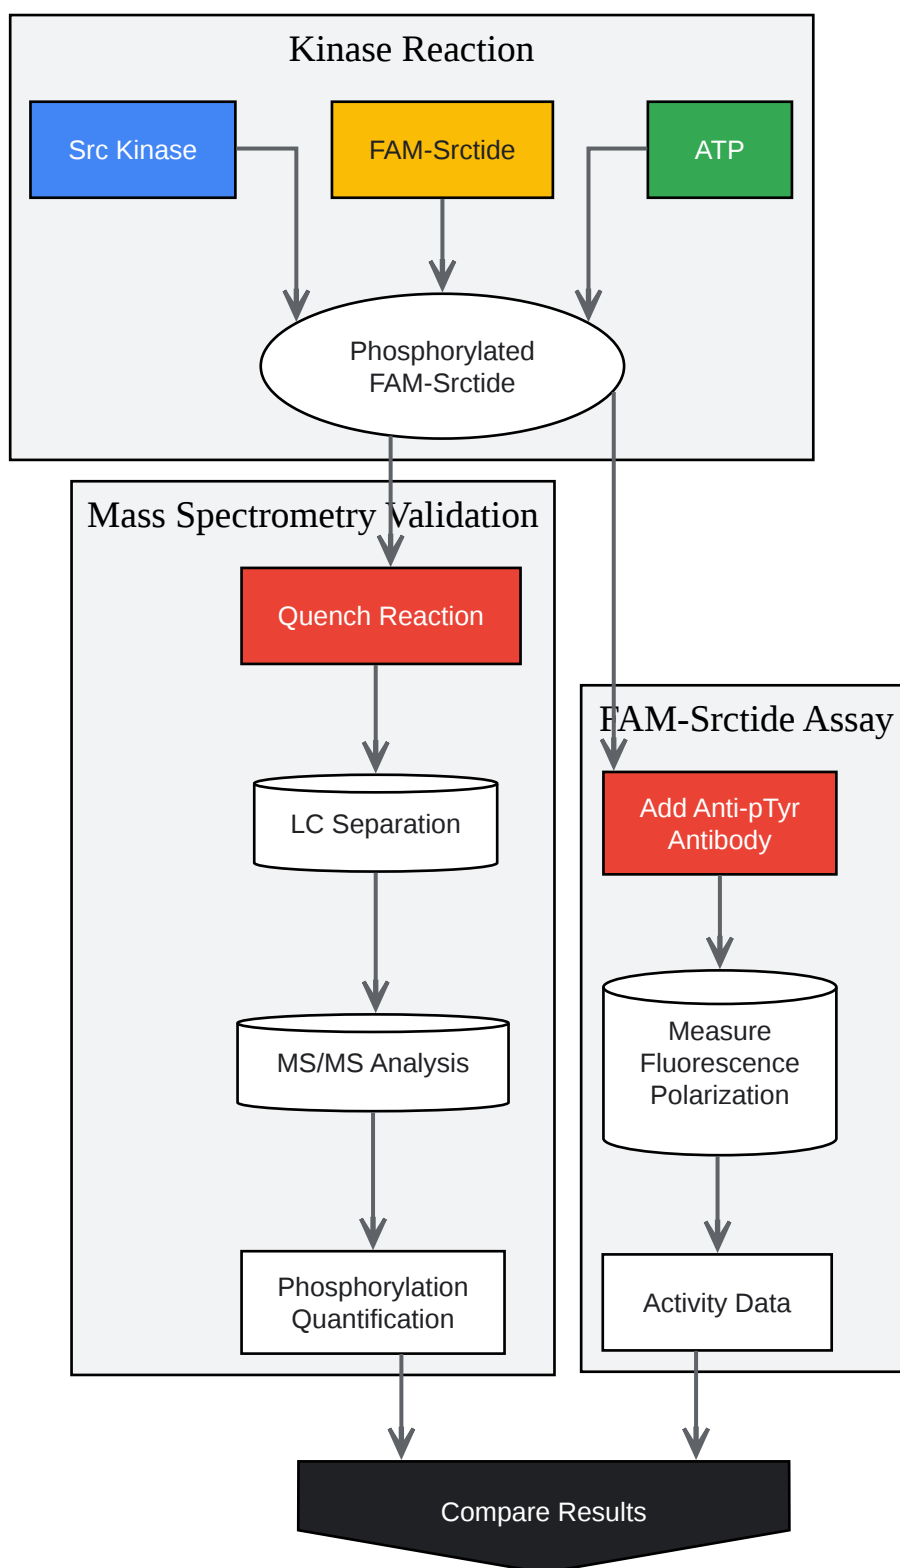 Kinase Reaction
Src Kinase
FAM-Srctide
ATP
Phosphorylated
FAM-Srctide
Mass Spectrometry Validation
Quench Reaction
LC Separation
MS/MS Analysis
Phosphorylation
Quantification
FAM-Srctide Assay
Add Anti-pTyr
Antibody
Measure
Fluorescence
Polarization
Activity Data
Compare Results